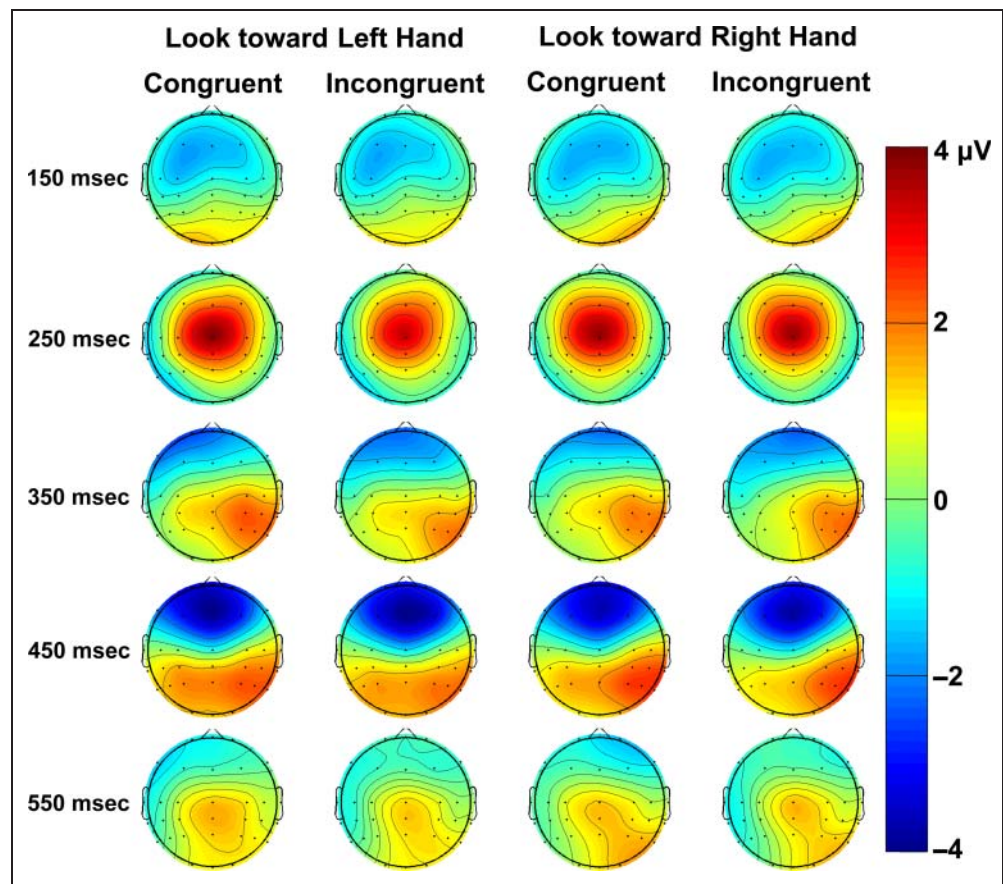 Look toward Left Hand Look toward Right Hand
Congruent Incongruent Congruent Incongruent
150 msec
4 µV
250 msec
2
350 msec
0
450 msec
–2
550 msec
–4